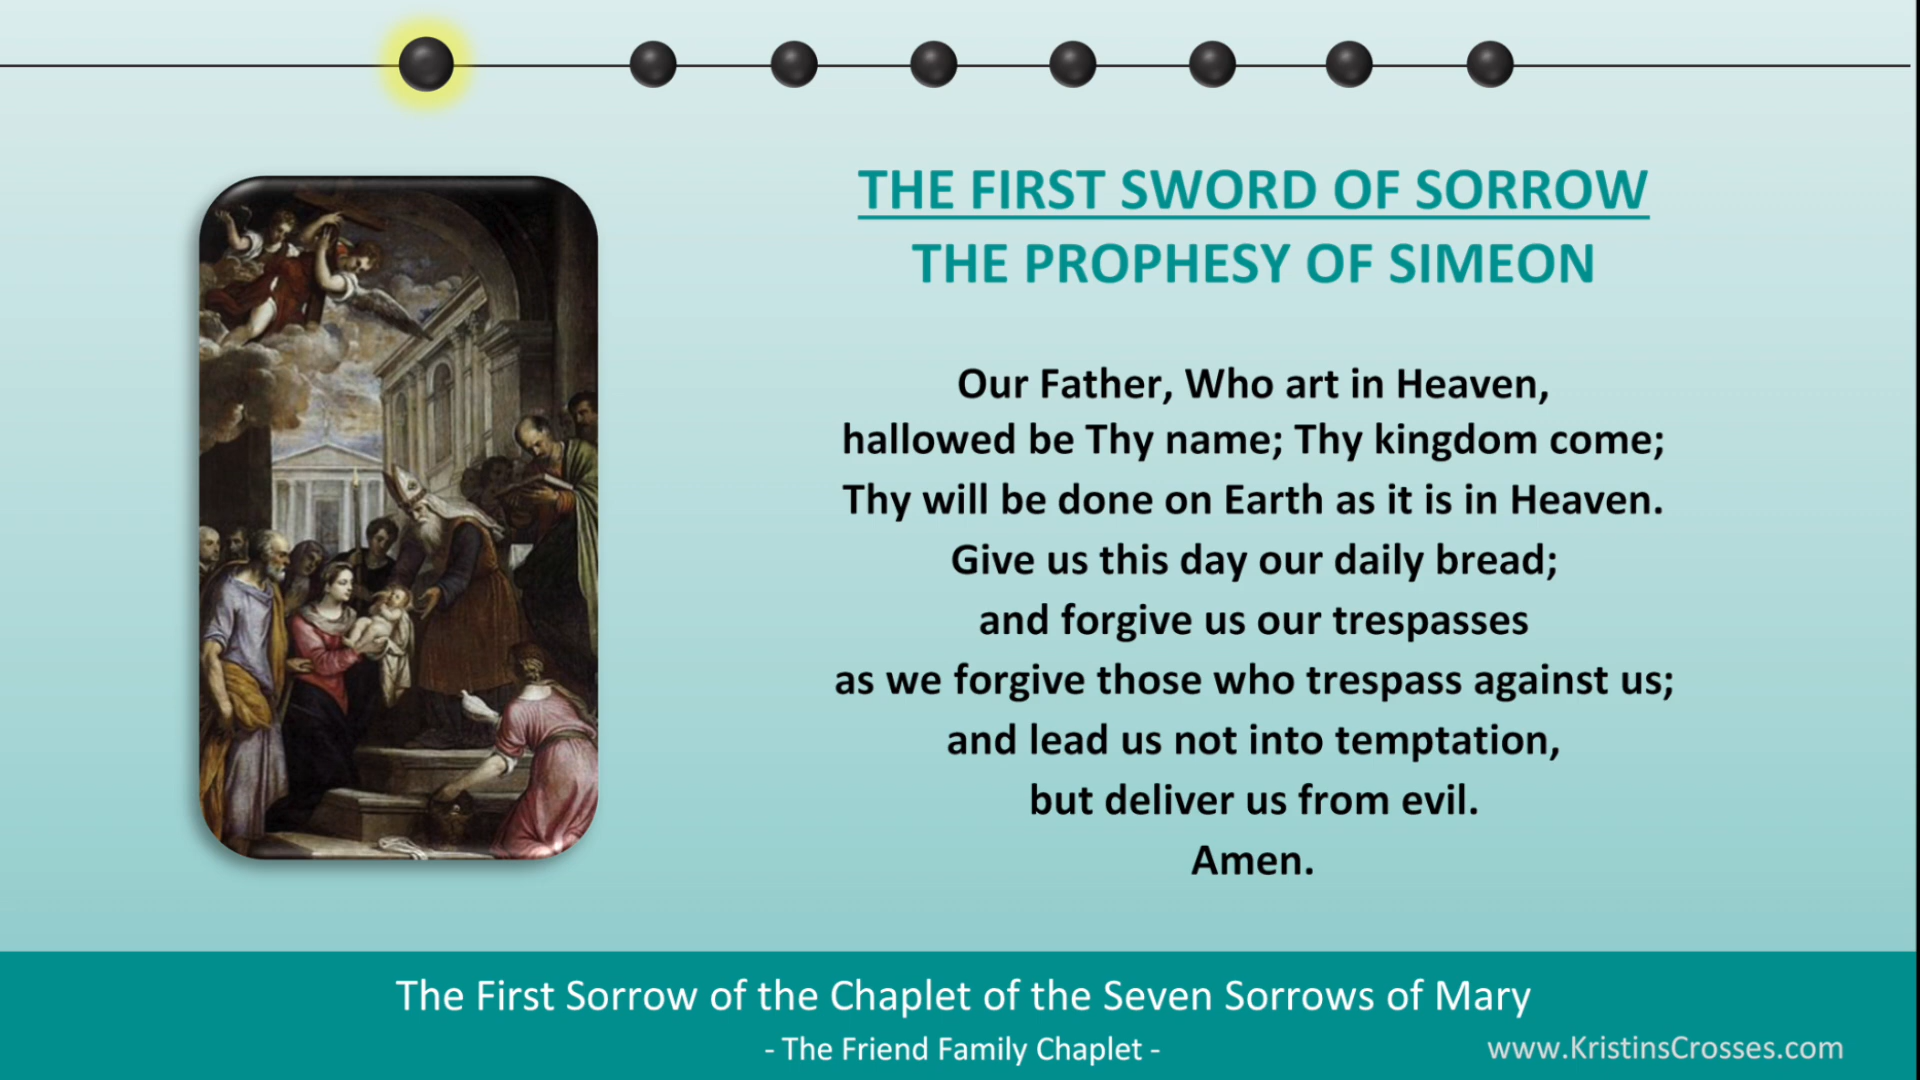 THE FIRST SWORD OF SORROW
THE PROPHESY OF SIMEON
Our Father, Who art in Heaven,
hallowed be Thy name; Thy kingdom come;
Thy will be done on Earth as it is in Heaven.
Give us this day our daily bread;
and forgive us our trespasses
as we forgive those who trespass against us;
and lead us not into temptation,
but deliver us from evil.
Amen.
The First Sorrow of the Chaplet of the Seven Sorrows of Mary
- The Friend Family Chaplet -
www.KristinsCrosses.com